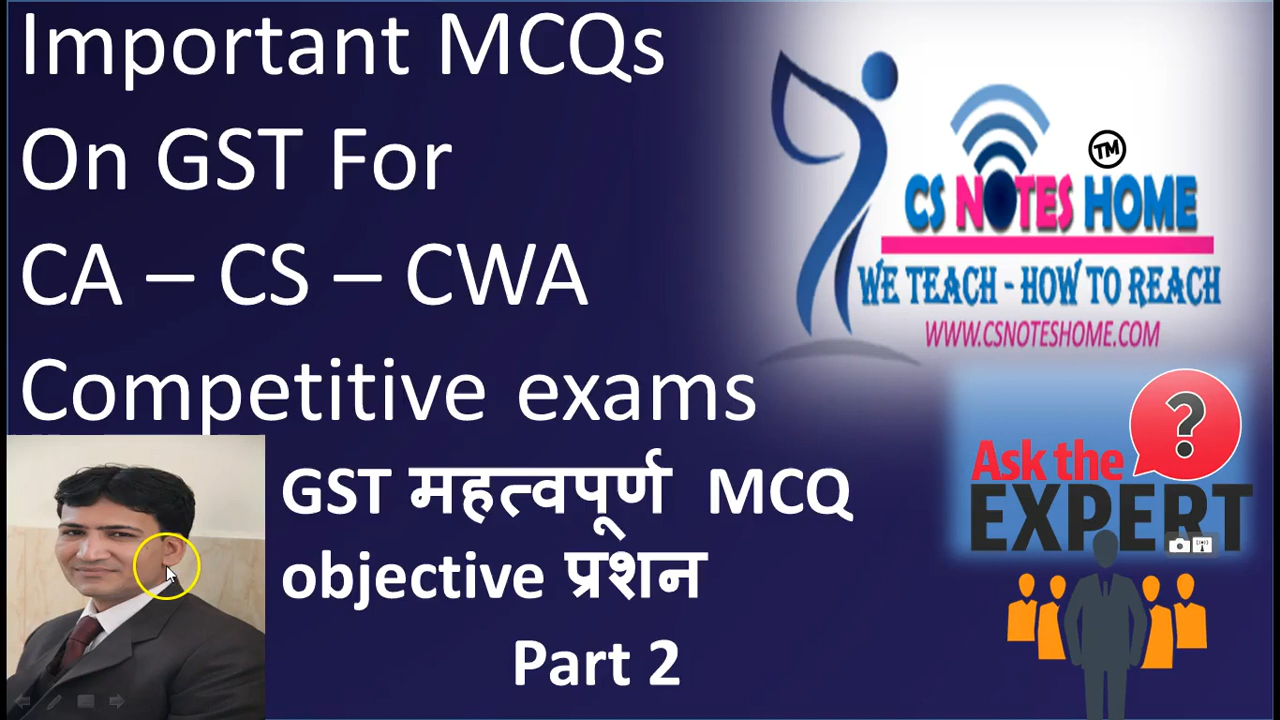 Important MCQs
On GST For
CA – CS – CWA
Competitive exams
GST महत्वपूर्ण MCQ
objective प्रशन
Part 2
TM
CS NOTES HOME
WE TEACH - HOW TO REACH
WWW.CSNOTESHOME.COM
?
Ask the
EXPERT